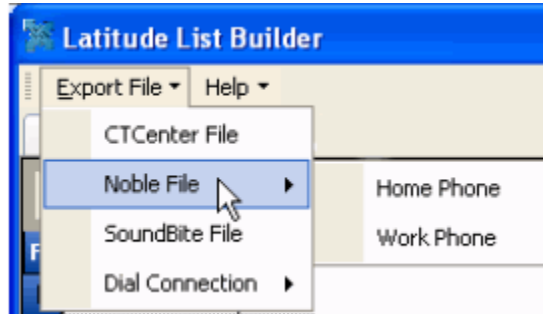 Latitude List Builder
Export File Help
CTCenter File
Noble File
Home Phone
SoundBite File
Work Phone
Dial Connection
F